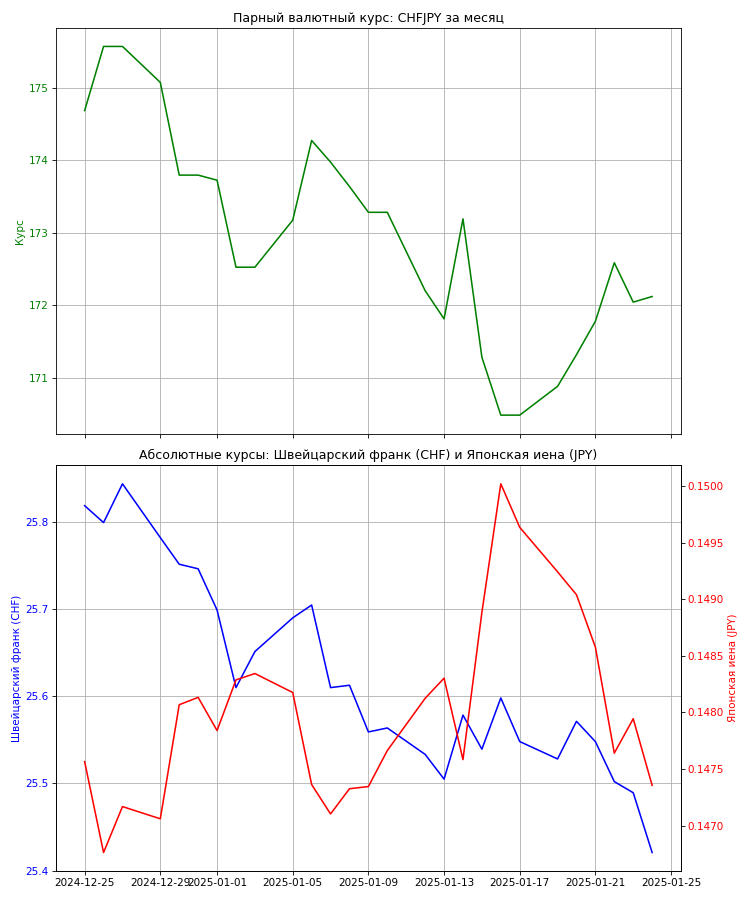 Парный валютный курс: CHFJPY за месяц
Курс
175
174
173
172
171
Абсолютные курсы: Швейцарский франк (CHF) и Японская иена (JPY)
Швейцарский франк (CHF)
25.8
25.7
25.6
25.5
25.4
0.1500
0.1495
0.1490
0.1485
0.1480
0.1475
0.1470
Японская иена (JPY)
2024-12-25 2024-12-29 2025-01-01 2025-01-05 2025-01-09 2025-01-13 2025-01-17 2025-01-21 2025-01-25